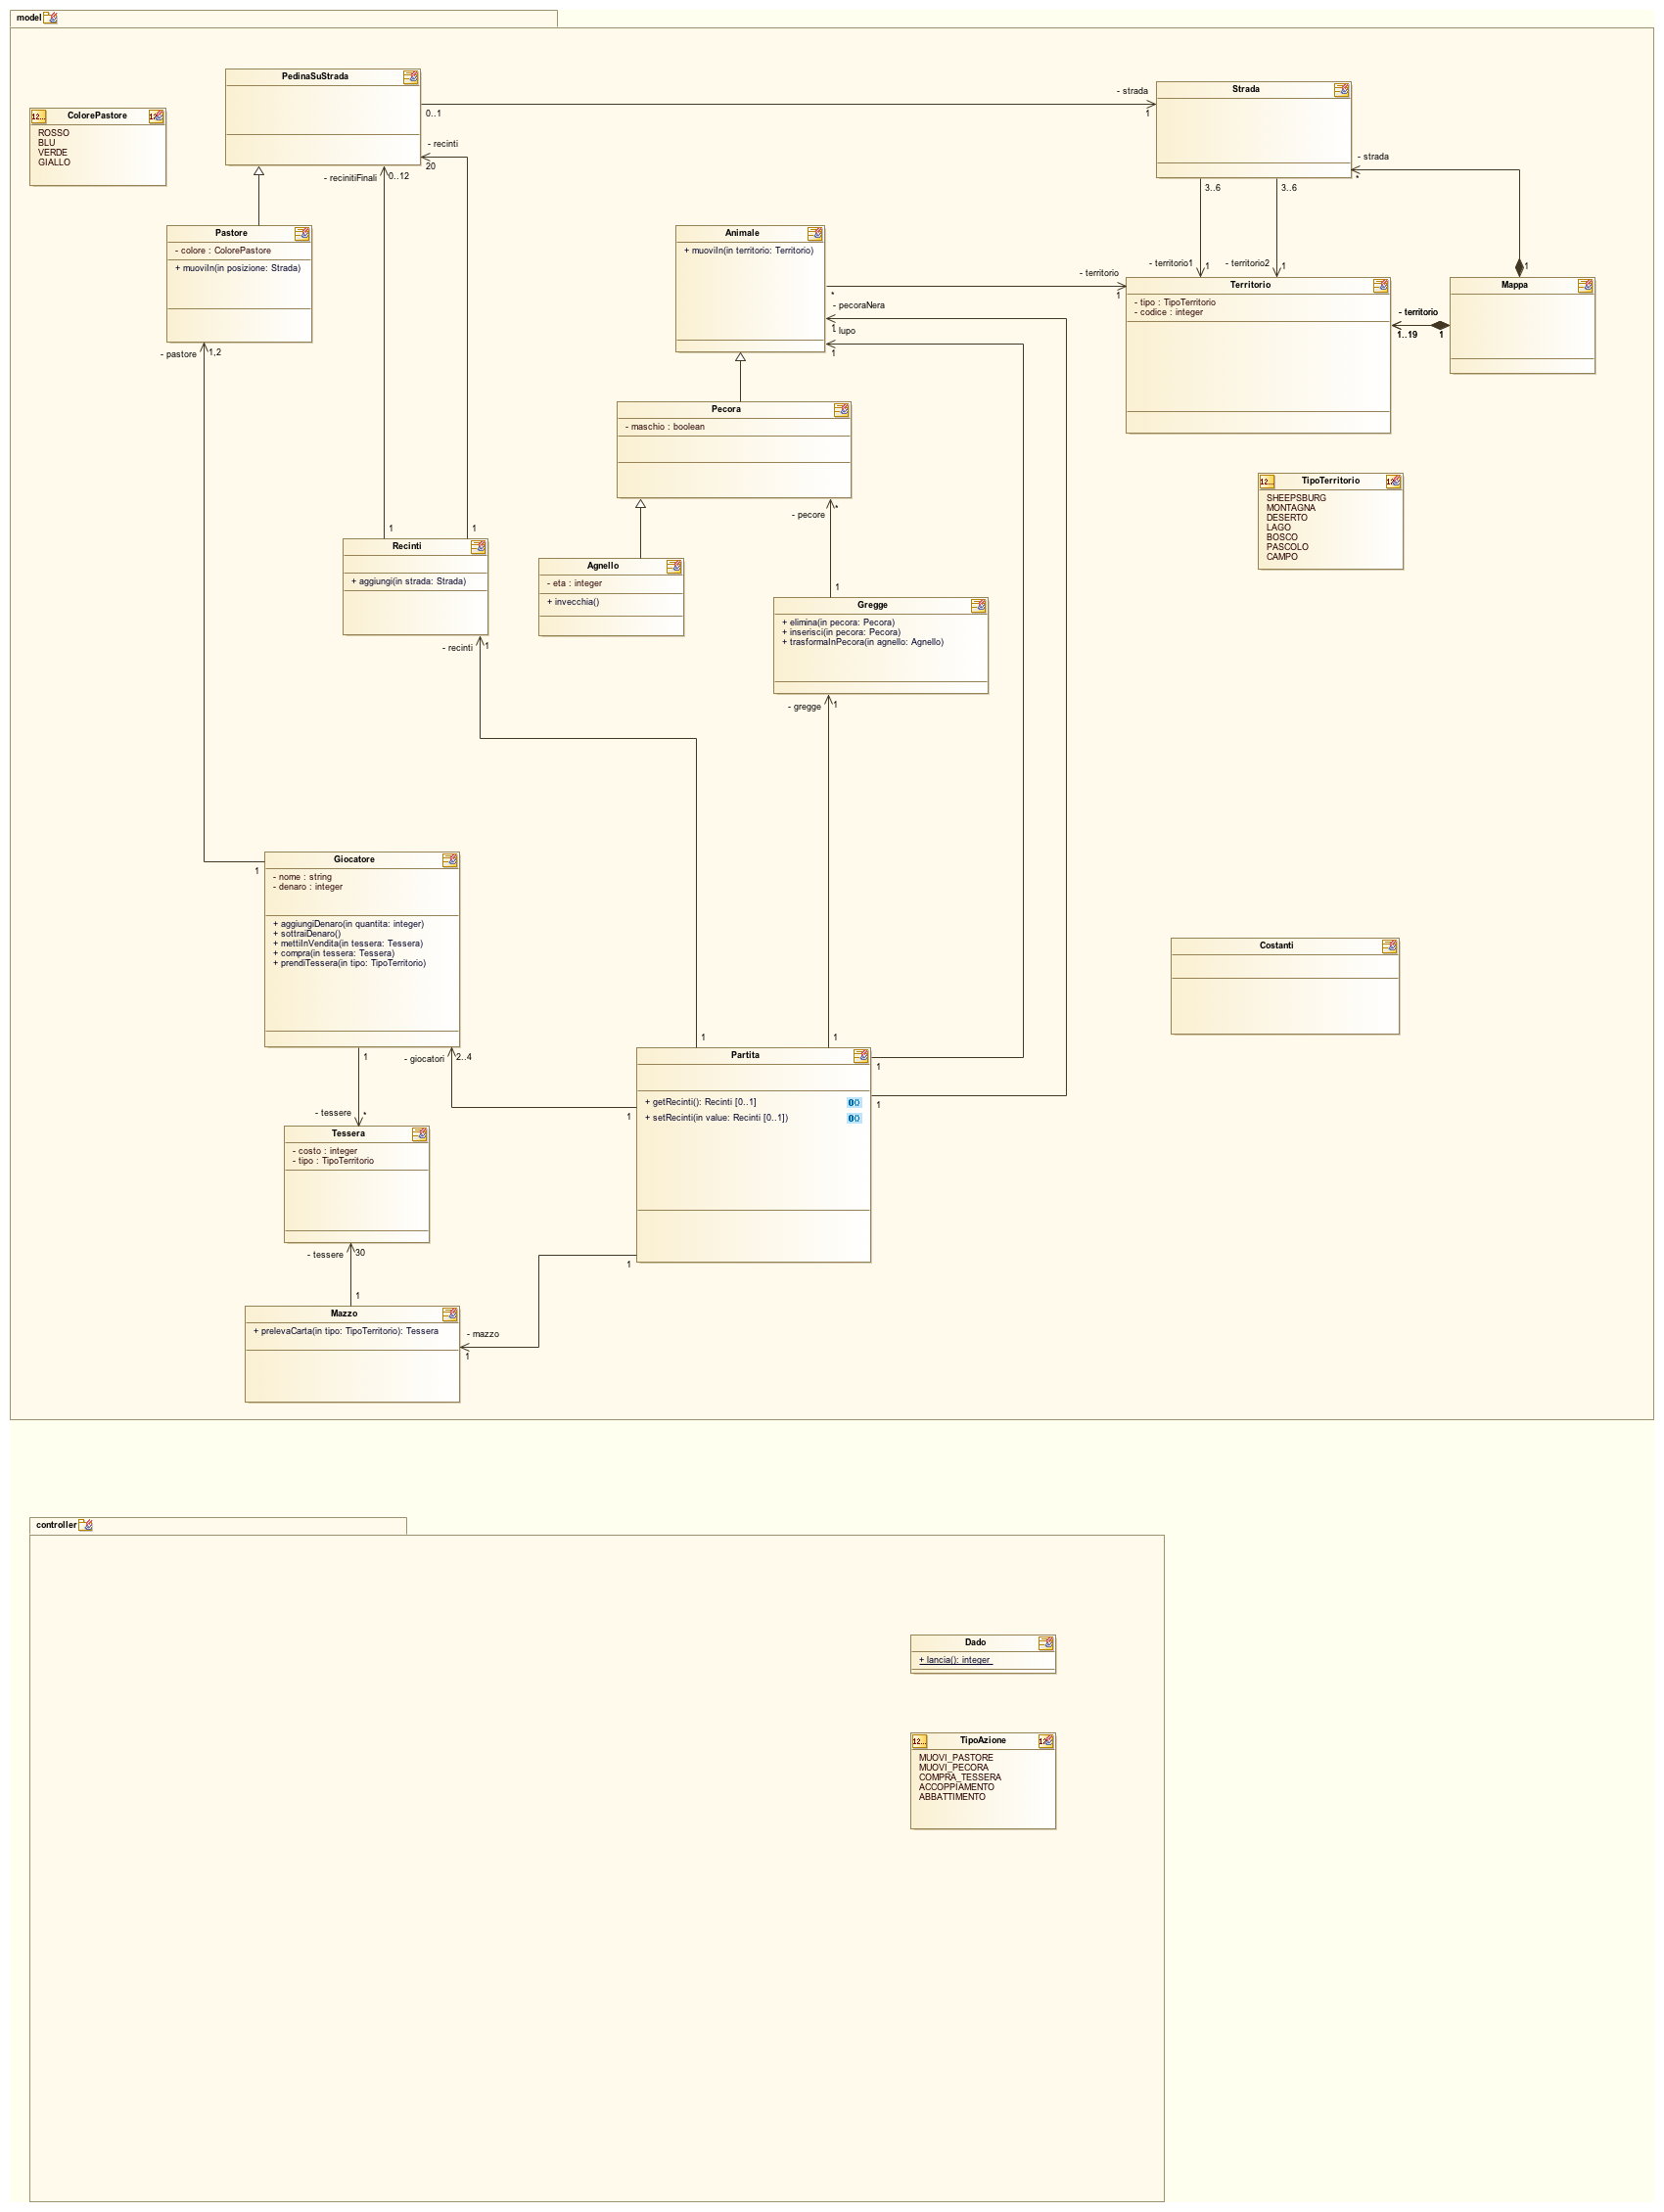 model
PedinaSuStrada
- strada
0..1
1
Strada
12...
ColorePastore
ROSSO
BLU
VERDE
GIALLO
- recinti
20
- recinitiFinali
0..12
- strada
*
3..6
3..6
Pastore
- colore : ColorePastore
+ muoviIn(in posizione: Strada)
Animale
+ muoviIn(in territorio: Territorio)
- territorio
*
1
- territorio1
1
- territorio2
1
1
Territorio
- tipo : TipoTerritorio
- codice : integer
Mappa
- territorio
1..19
1
- pecoraNera
1
- lupo
1
- pastore
1,2
Pecora
- maschio : boolean
- pecore
*
12...
TipoTerritorio
SHEEPSBURG
MONTAGNA
DESERTO
LAGO
BOSCO
PASCOLO
CAMPO
1
1
Recinti
+ aggiungi(in strada: Strada)
Agnello
- eta : integer
+ invecchia()
1
Gregge
+ elimina(in pecora: Pecora)
+ inserisci(in pecora: Pecora)
+ trasformaInPecora(in agnello: Agnello)
- recinti
1
- gregge
1
Giocatore
- nome : string
- denaro : integer
+ aggiungiDenaro(in quantita: integer)
+ sottraiDenaro()
+ mettiInVendita(in tessera: Tessera)
+ compra(in tessera: Tessera)
+ prendiTessera(in tipo: TipoTerritorio)
1
Costanti
1
- giocatori
2..4
1
1
Partita
+ getRecinti(): Recinti [0..1]
+ setRecinti(in value: Recinti [0..1])
1
1
1
- tessere
*
Tessera
- costo : integer
- tipo : TipoTerritorio
- tessere
30
1
1
Mazzo
+ prelevaCarta(in tipo: TipoTerritorio): Tessera
- mazzo
1
controller
Dado
+ lancia(): integer
12...
TipoAzione
MUOVI_PASTORE
MUOVI_PECORA
COMPRA_TESSERA
ACCOPPIAMENTO
ABBATTIMENTO